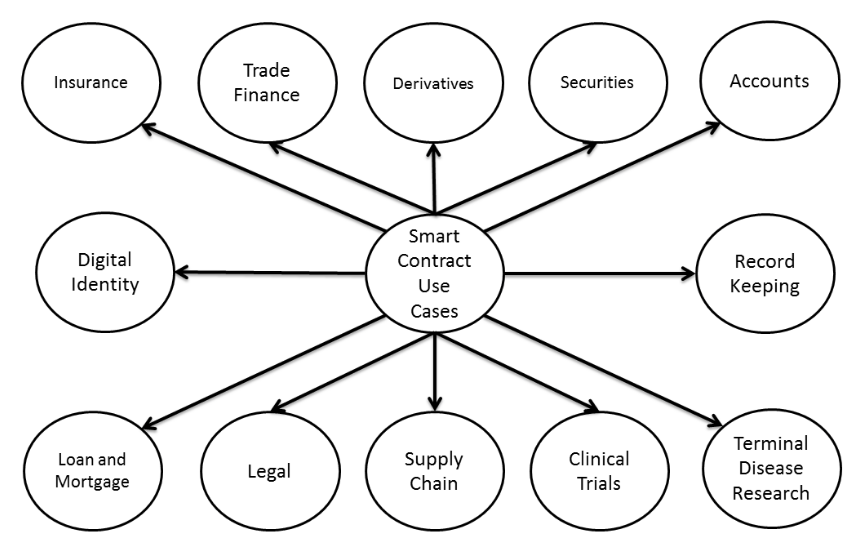 Insurance
Trade
Finance
Derivatives
Securities
Accounts
Digital
Identity
Smart
Contract
Use
Cases
Record
Keeping
Loan and
Mortgage
Legal
Supply
Chain
Clinical
Trials
Terminal
Disease
Research